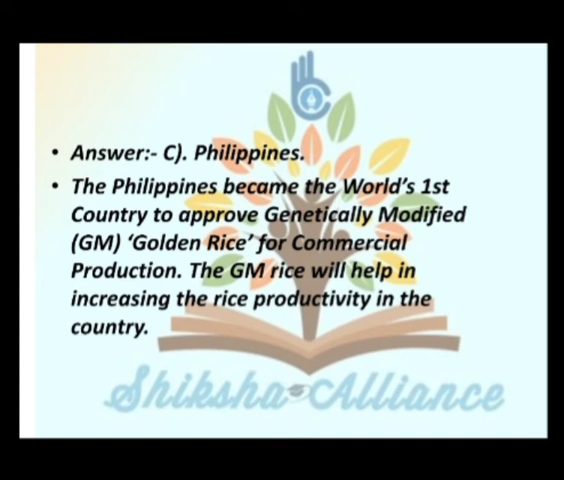 • Answer:- C). Philippines.
• The Philippines became the World's 1st
Country to approve Genetically Modified
(GM) ‘Golden Rice’ for Commercial
Production. The GM rice will help in
increasing the rice productivity in the
country.
Shiksha Alliance